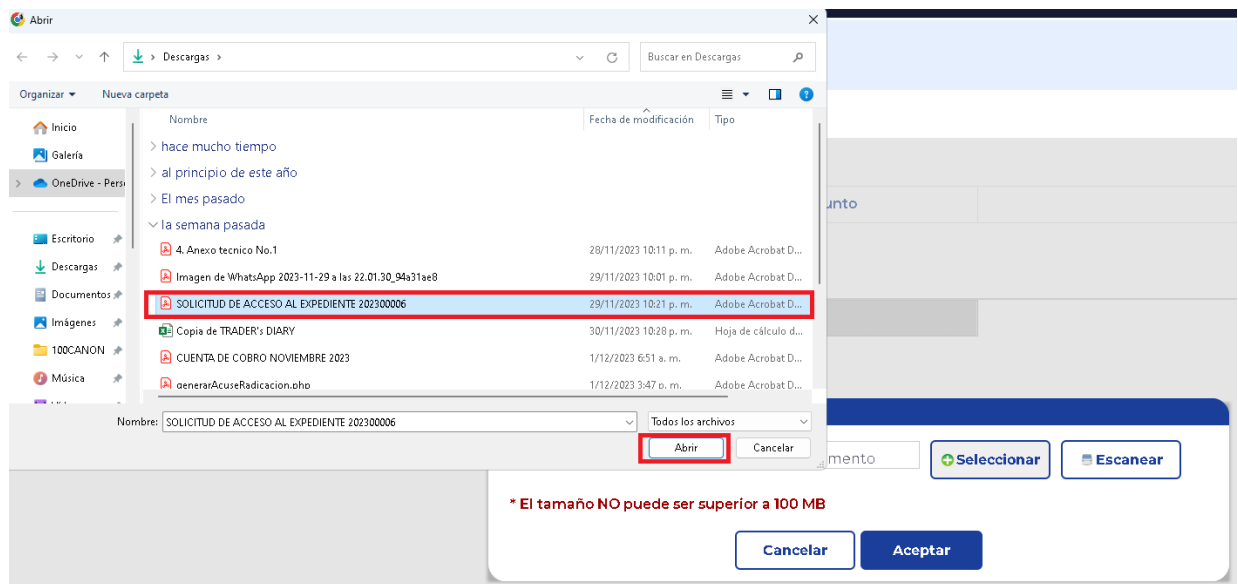 Abrir
Descargas
Buscar en Descargas
Organizar
Nueva carpeta
Nombre
Fecha de modificación
Tipo
Inicio
Galería
OneDrive - Pers
Escritorio
Descargas
Documentos
Imágenes
100CANON
Música
hace mucho tiempo
al principio de este año
El mes pasado
la semana pasada
4. Anexo tecnico No.1 28/11/2023 10:11 p. m. Adobe Acrobat D...
Imagen de WhatsApp 2023-11-29 a las 22.01.30_94a31ae8 29/11/2023 10:01 p. m. Adobe Acrobat D...
SOLICITUD DE ACCESO AL EXPEDIENTE 202300006 29/11/2023 10:21 p. m. Adobe Acrobat D...
Copia de TRADER's DIARY 30/11/2023 10:28 p. m. Hoja de cálculo d...
CUENTA DE COBRO NOVIEMBRE 2023 1/12/2023 6:51 a. m. Adobe Acrobat D...
generarAcuseRadicacion.php 1/12/2023 3:47 p. m. Adobe Acrobat D...
Nombre: SOLICITUD DE ACCESO AL EXPEDIENTE 202300006
Todos los archivos
Abrir
Cancelar
unto
mento
Seleccionar
Escanear
* El tamaño NO puede ser superior a 100 MB
Cancelar
Aceptar